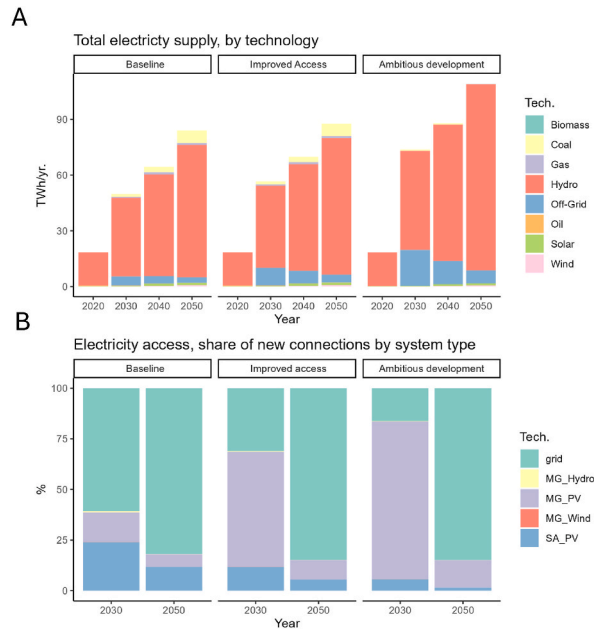 A
Total electricty supply, by technology
Baseline
Improved Access
Ambitious development
90
60
30
0
TWh/yr.
2020 2030 2040 2050
2020 2030 2040 2050
2020 2030 2040 2050
Year
Tech.
Biomass
Coal
Gas
Hydro
Off-Grid
Oil
Solar
Wind
B
Electricity access, share of new connections by system type
Baseline
Improved access
Ambitious development
100
75
50
25
0
%
2030 2050
2030 2050
2030 2050
Year
Tech.
grid
MG_Hydro
MG_PV
MG_Wind
SA_PV